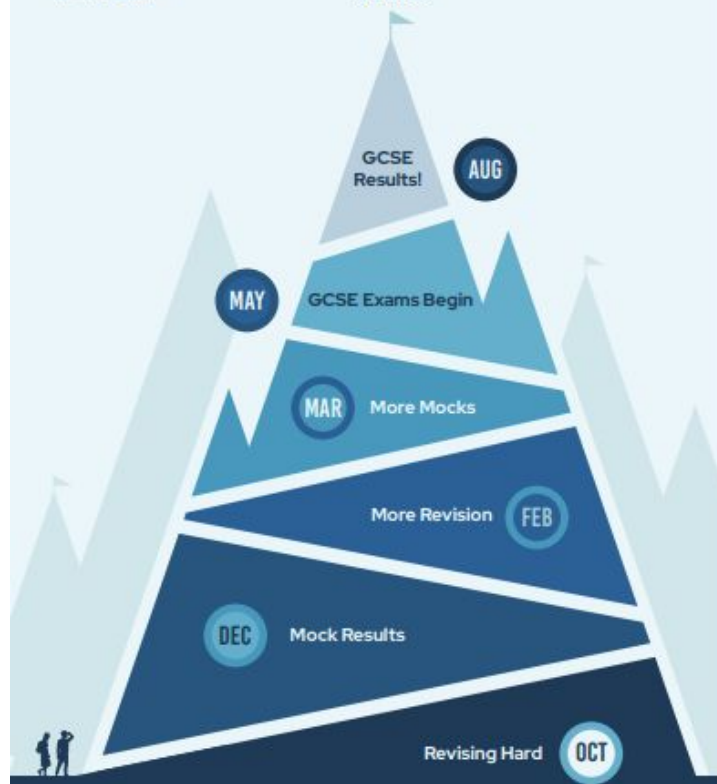 GCSE
Results!
AUG
MAY
GCSE Exams Begin
MAR
More Mocks
More Revision
FEB
DEC
Mock Results
Revising Hard
OCT